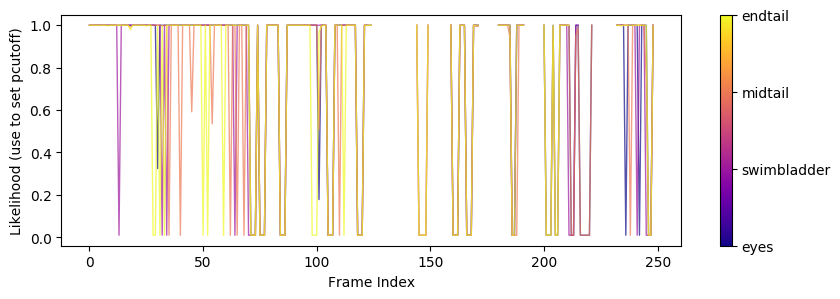 Likelihood (use to set pcutoff)
1.0
0.8
0.6
0.4
0.2
0.0
0
50
100
150
200
250
Frame Index
endtail
midtail
swimbladder
eyes